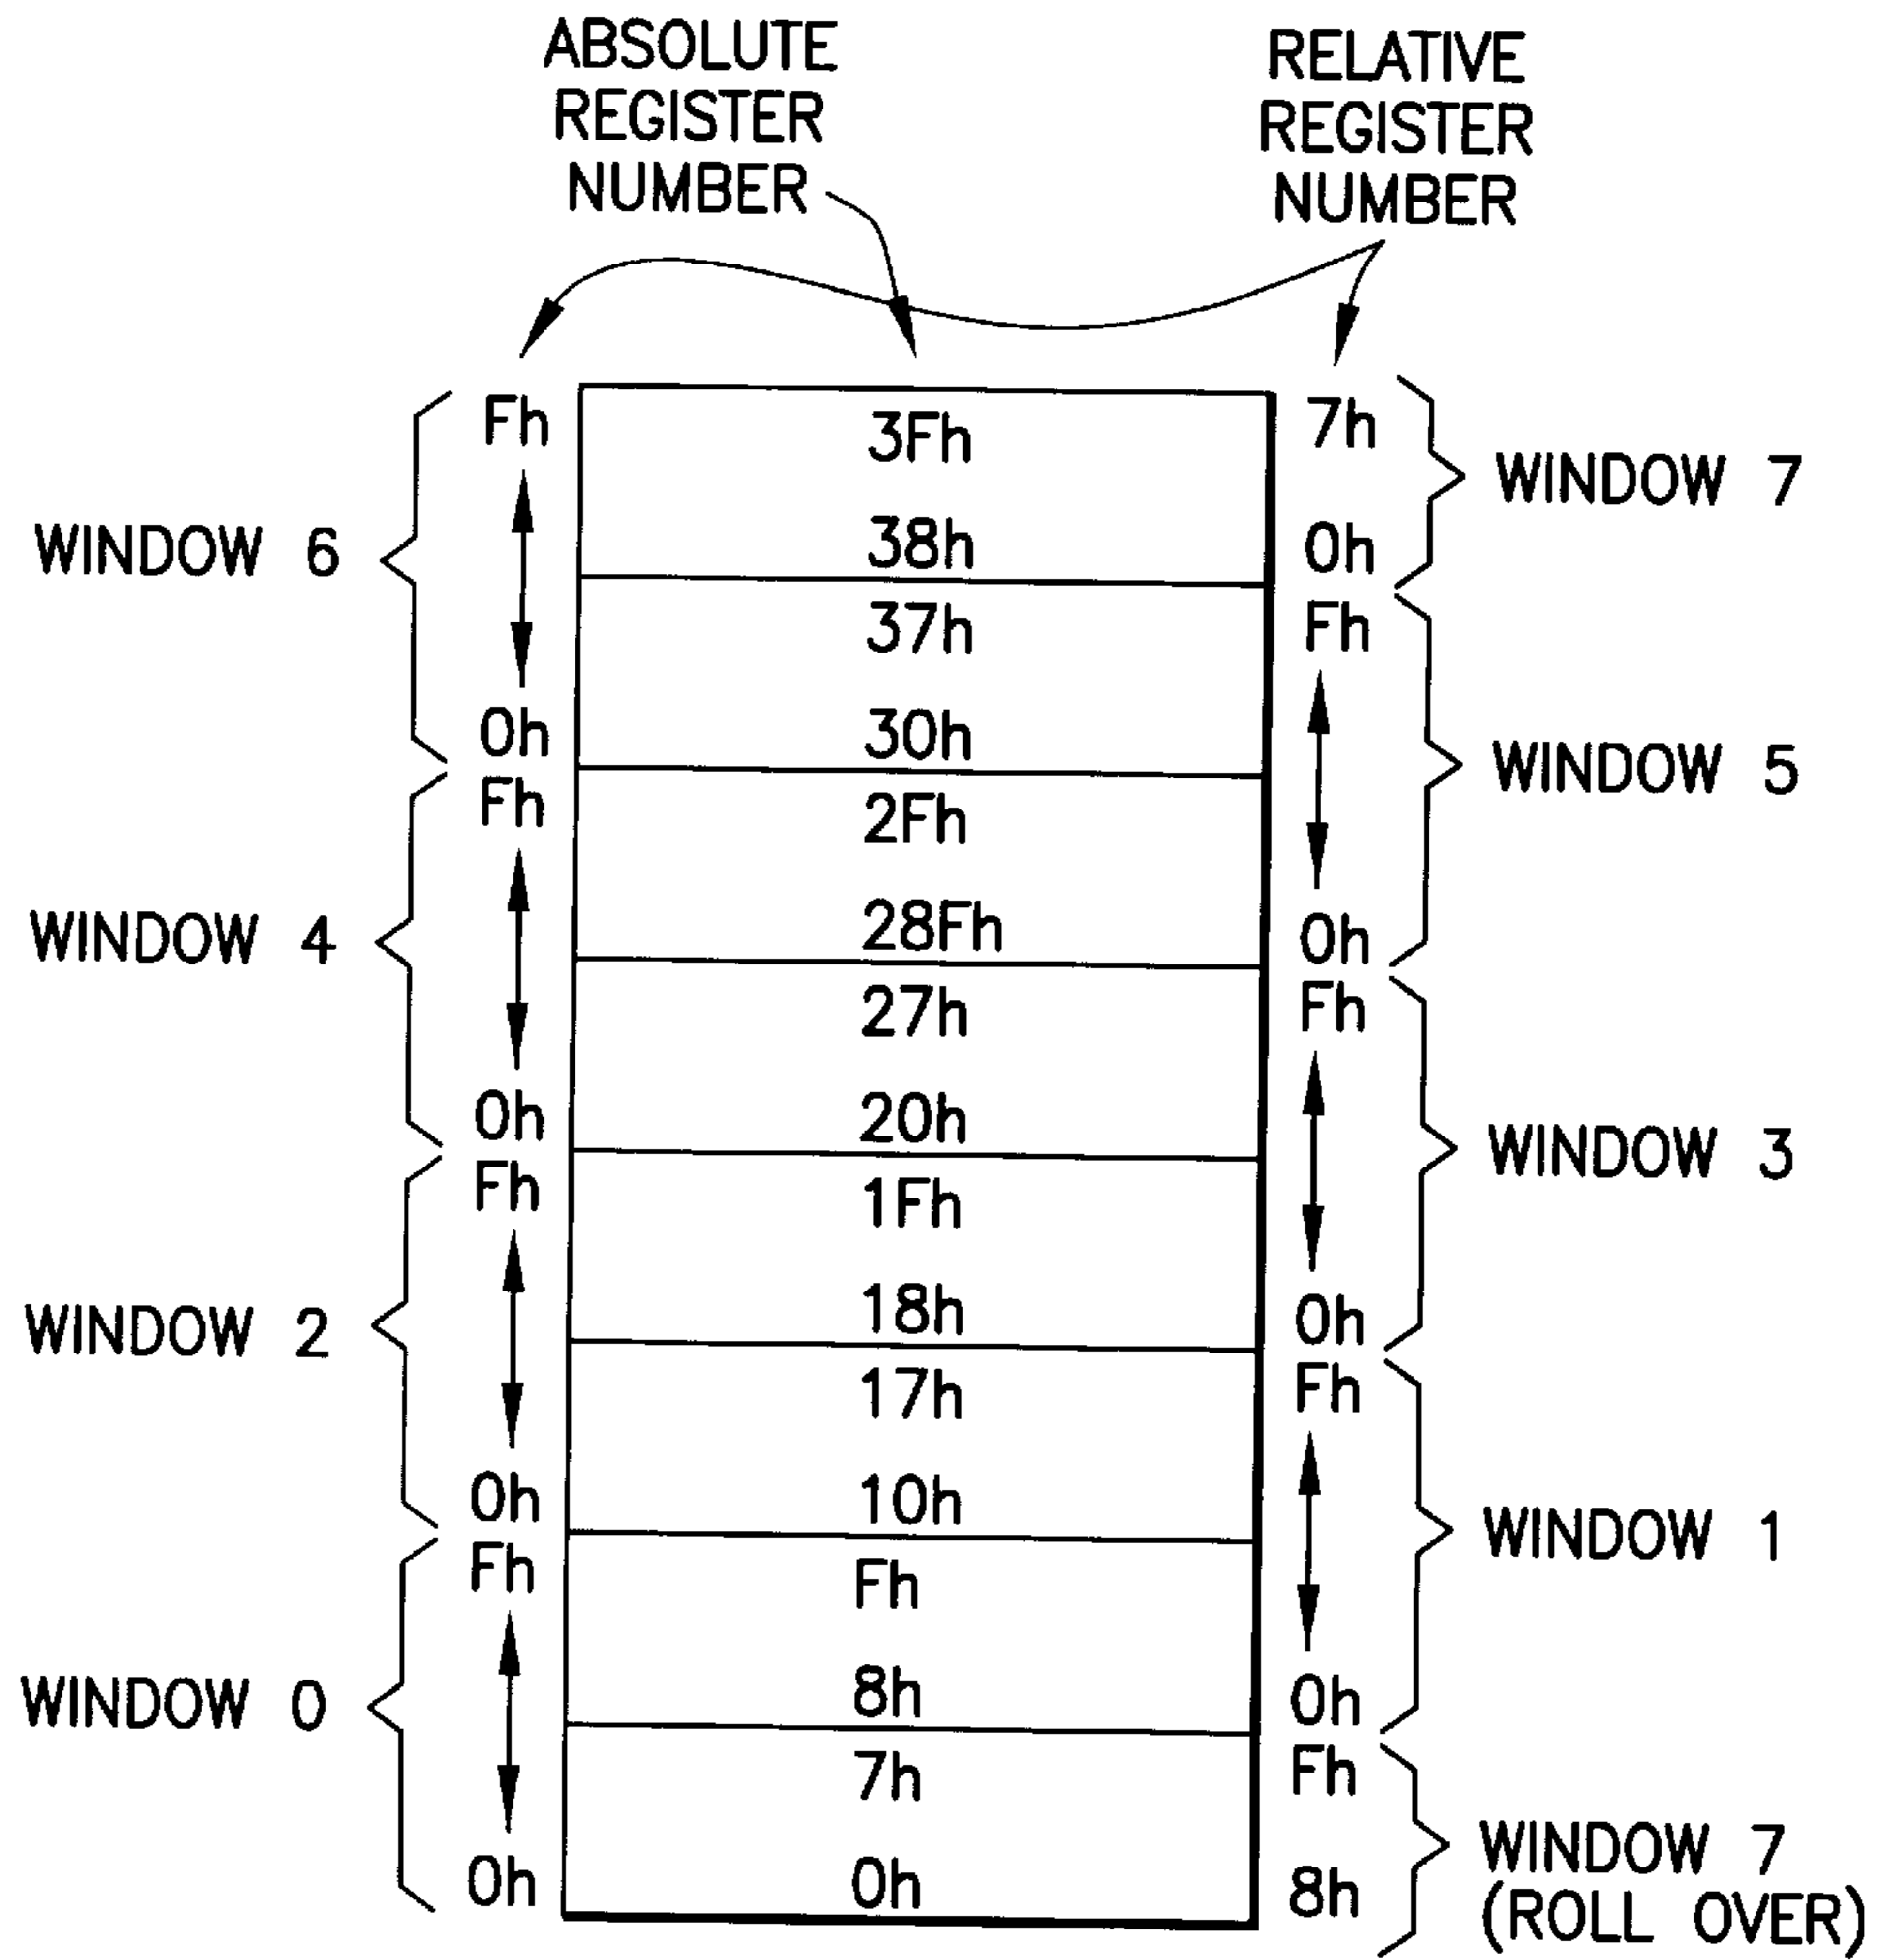 ABSOLUTE
REGISTER
NUMBER
RELATIVE
REGISTER
NUMBER
Fh
3Fh
7h
WINDOW 7
WINDOW 6
38h
0h
37h
Fh
0h
30h
WINDOW 5
Fh
2Fh
WINDOW 4
28Fh
0h
27h
Fh
0h
20h
WINDOW 3
Fh
1Fh
WINDOW 2
18h
0h
17h
Fh
0h
10h
WINDOW 1
Fh
Fh
WINDOW 0
8h
0h
7h
Fh
0h
0h
8h
WINDOW 7
(ROLL OVER)